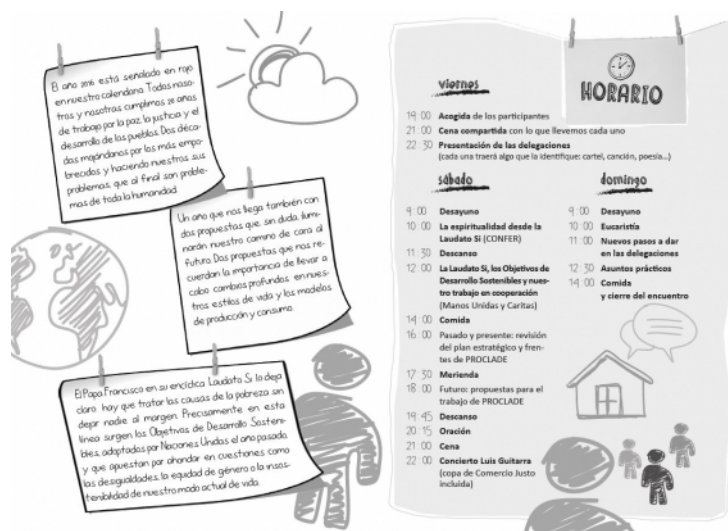 El año 2016 está señalado en rojo
en nuestro calendario. Todas noso-
tras y nosotros cumplimos 20 años
de trabajo por la paz, la justicia y el
desarrollo de los pueblos. Dos déca-
das mojándonos por los más empo-
brecidos y haciendo nuestros sus
problemas, que al final son proble-
mas de toda la humanidad.
Un año que nos llega también con
dos propuestas que, sin duda, ilumi-
narán nuestro camino de cara al
futuro. Dos propuestas que nos re-
cuerdan la importancia de llevar a
cabo cambios profundos en nues-
tros estilos de vida y los modelos
de producción y consumo.
El Papa Francisco en su encíclica Laudato Si lo deja
claro: hay que tratar las causas de la pobreza sin
dejar nadie al margen. Precisamente en esta
línea surgen los Objetivos de Desarrollo Sosteni-
bles, adoptados por Naciones Unidas el año pasado
y que apuestan por ahondar en cuestiones como
las desigualdades, la equidad de género o la insos-
tenibilidad de nuestro modo actual de vida.
HORARIO
viernes
19:00 Acogida de los participantes
21:00 Cena compartida con lo que llevemos cada uno
22:30 Presentación de las delegaciones
(cada una traerá algo que la identifique: cartel, canción, poesía...)
sábado
9:00 Desayuno
10:00 La espiritualidad desde la
Laudato Si (CONFER)
11:30 Descanso
12:00 La Laudato Si, los Objetivos de
Desarrollo Sostenibles y nues-
tro trabajo en cooperación
(Manos Unidas y Caritas)
14:00 Comida
16:00 Pasado y presente: revisión
del plan estratégico y fren-
tes de PROCLADE
17:30 Merienda
18:00 Futuro: propuestas para el
trabajo de PROCLADE
19:45 Descanso
20:15 Oración
21:00 Cena
22:00 Concierto Luis Guitarra
(copa de Comercio Justo
incluida)
domingo
9:00 Desayuno
10:00 Eucaristía
11:00 Nuevos pasos a dar
en las delegaciones
12:30 Asuntos prácticos
14:00 Comida
y cierre del encuentro